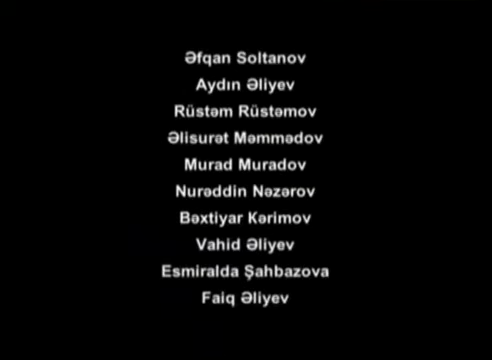 Əfqan Soltanov
Aydın Əliyev
Rüstəm Rüstəmov
Əlisurət Məmmədov
Murad Muradov
Nurəddin Nəzərov
Bəxtiyar Kərimov
Vahid Əliyev
Esmiralda Şahbazova
Faiq Əliyev